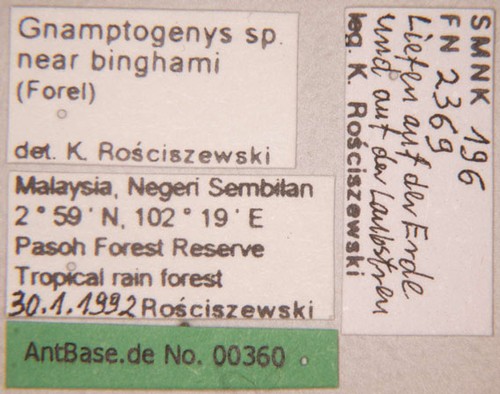 Gnamptogenys sp.
near binghami
(Forel)
det. K. Rościszewski
Malaysia, Negeri Sembilan
2° 59' N, 102° 19' E
Pasoh Forest Reserve
Tropical rain forest
30.1.1992 Rościszewski
AntBase.de No. 00360
SMNK 196
FN 2369
Liefen auf der Erde
und auf der Laubstreu
leg. K. Rościszewski